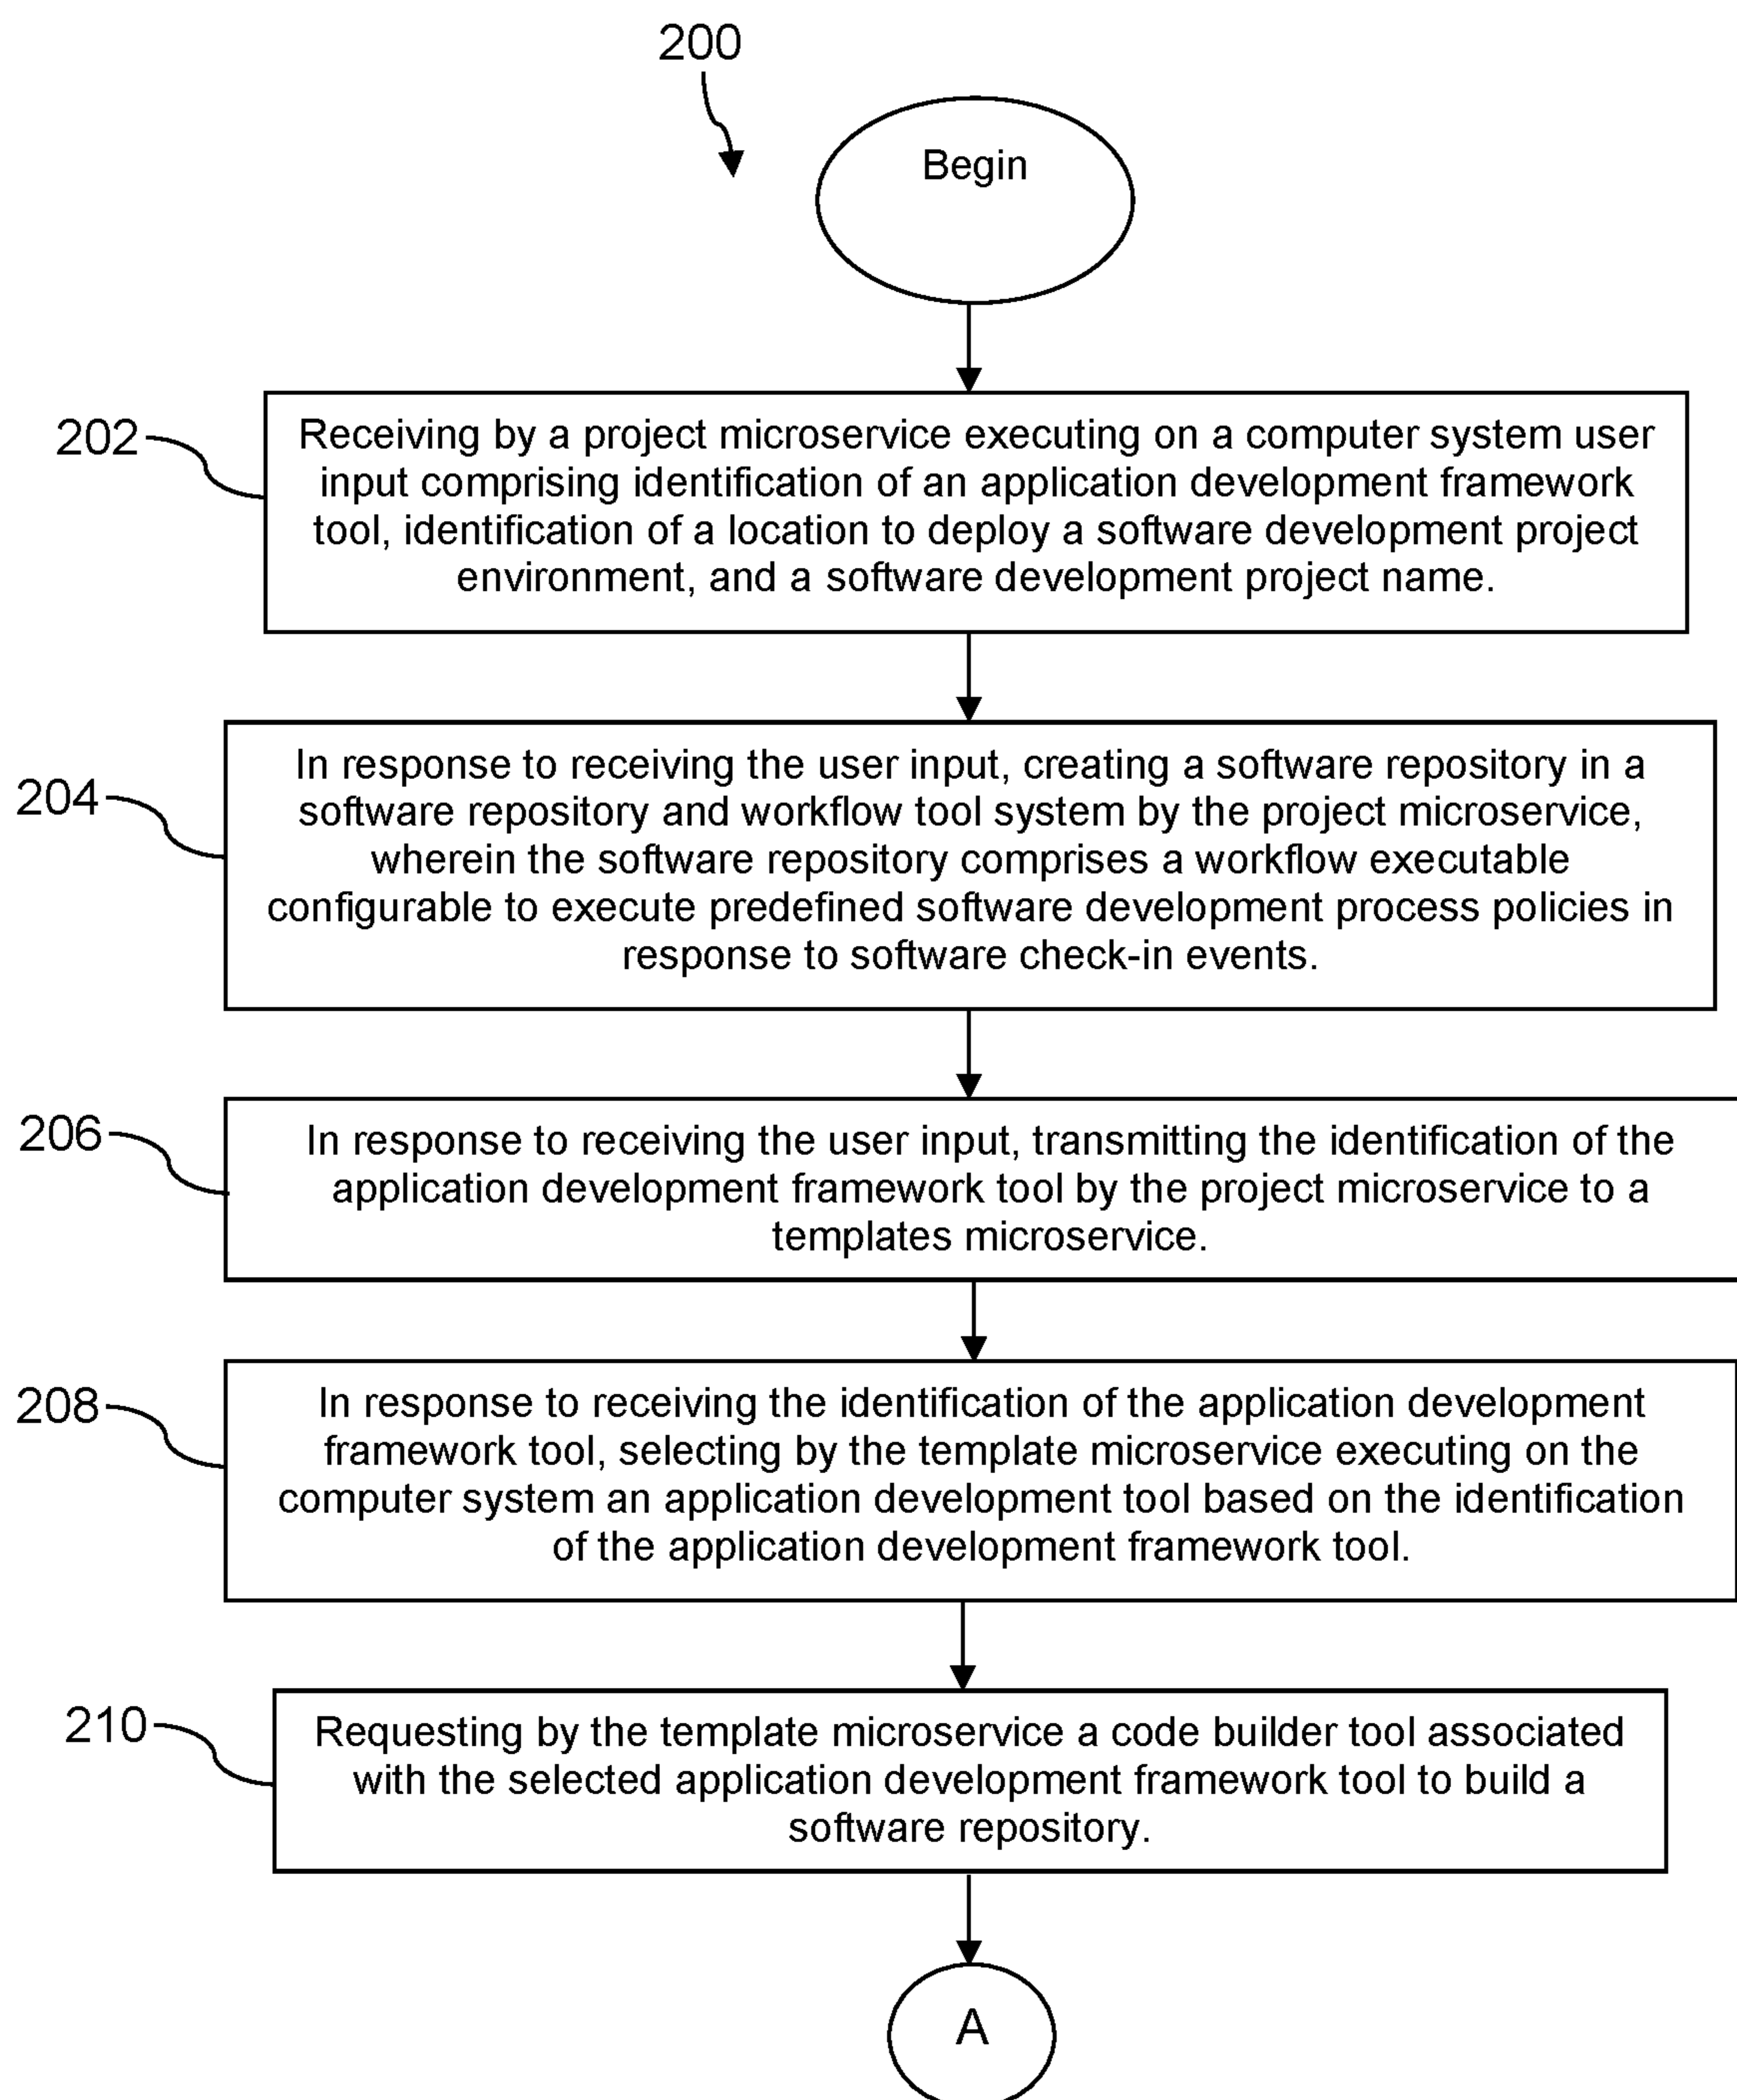 200
Begin
202
Receiving by a project microservice executing on a computer system user
input comprising identification of an application development framework
tool, identification of a location to deploy a software development project
environment, and a software development project name.
204
In response to receiving the user input, creating a software repository in a
software repository and workflow tool system by the project microservice,
wherein the software repository comprises a workflow executable
configurable to execute predefined software development process policies in
response to software check-in events.
206
In response to receiving the user input, transmitting the identification of the
application development framework tool by the project microservice to a
templates microservice.
208
In response to receiving the identification of the application development
framework tool, selecting by the template microservice executing on the
computer system an application development tool based on the identification
of the application development framework tool.
210
Requesting by the template microservice a code builder tool associated
with the selected application development framework tool to build a
software repository.
A